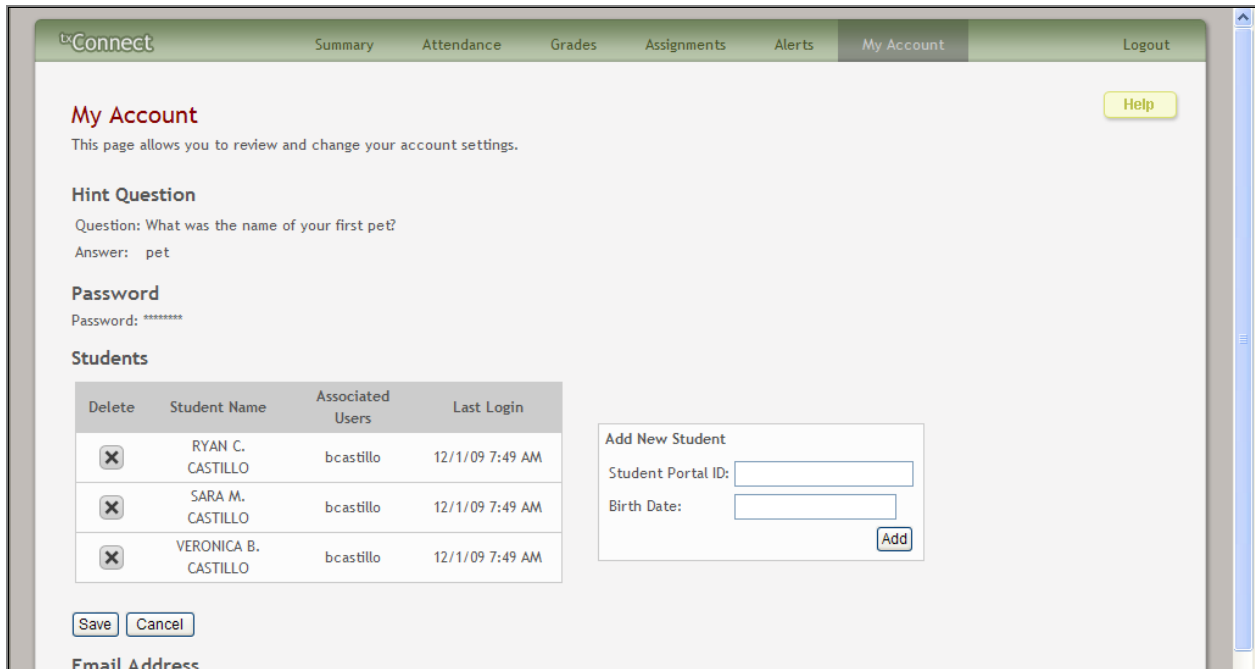 txConnect Summary Attendance Grades Assignments Alerts My Account Logout
My Account
Help
This page allows you to review and change your account settings.
Hint Question
Question: What was the name of your first pet?
Answer: pet
Password
Password: ********
Students
Delete Student Name Associated Users Last Login
RYAN C. CASTILLO bcastillo 12/1/09 7:49 AM
SARA M. CASTILLO bcastillo 12/1/09 7:49 AM
VERONICA B. CASTILLO bcastillo 12/1/09 7:49 AM
Add New Student
Student Portal ID:
Birth Date:
Add
Save Cancel
Email Address